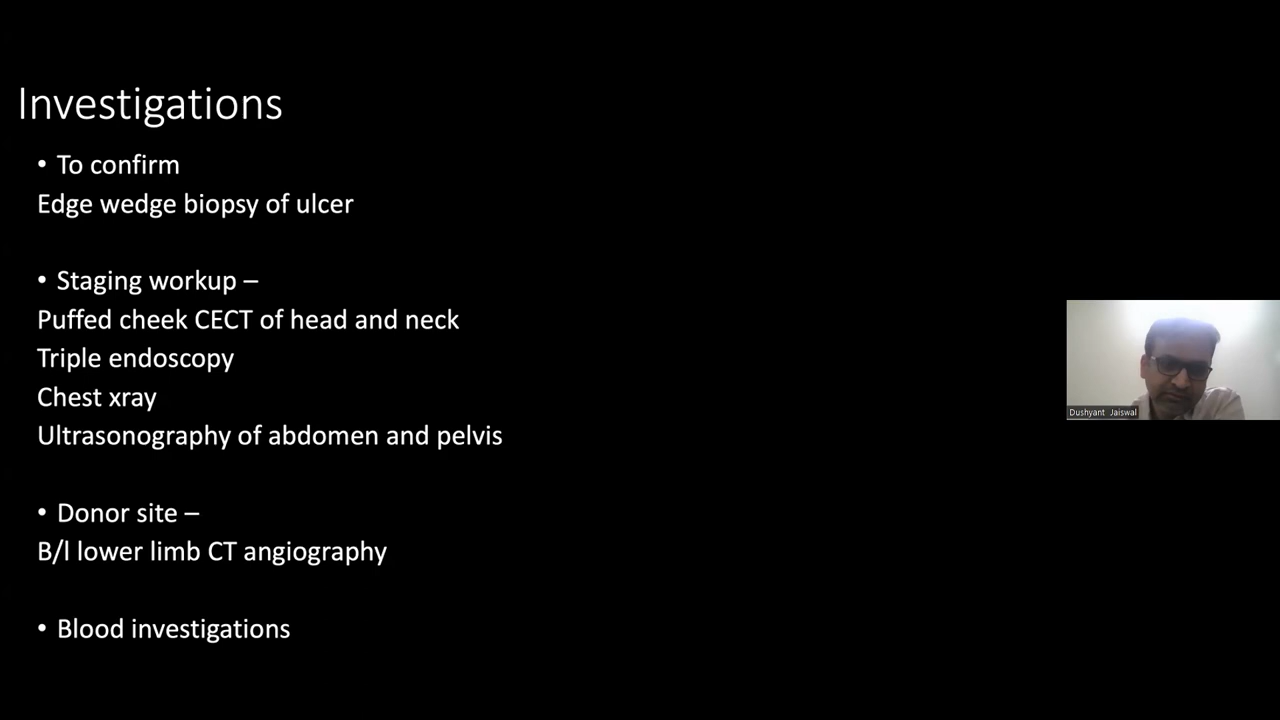 Investigations
• To confirm
Edge wedge biopsy of ulcer
• Staging workup –
Puffed cheek CECT of head and neck
Triple endoscopy
Chest xray
Ultrasonography of abdomen and pelvis
• Donor site –
B/l lower limb CT angiography
• Blood investigations
Dushyant Jaiswal